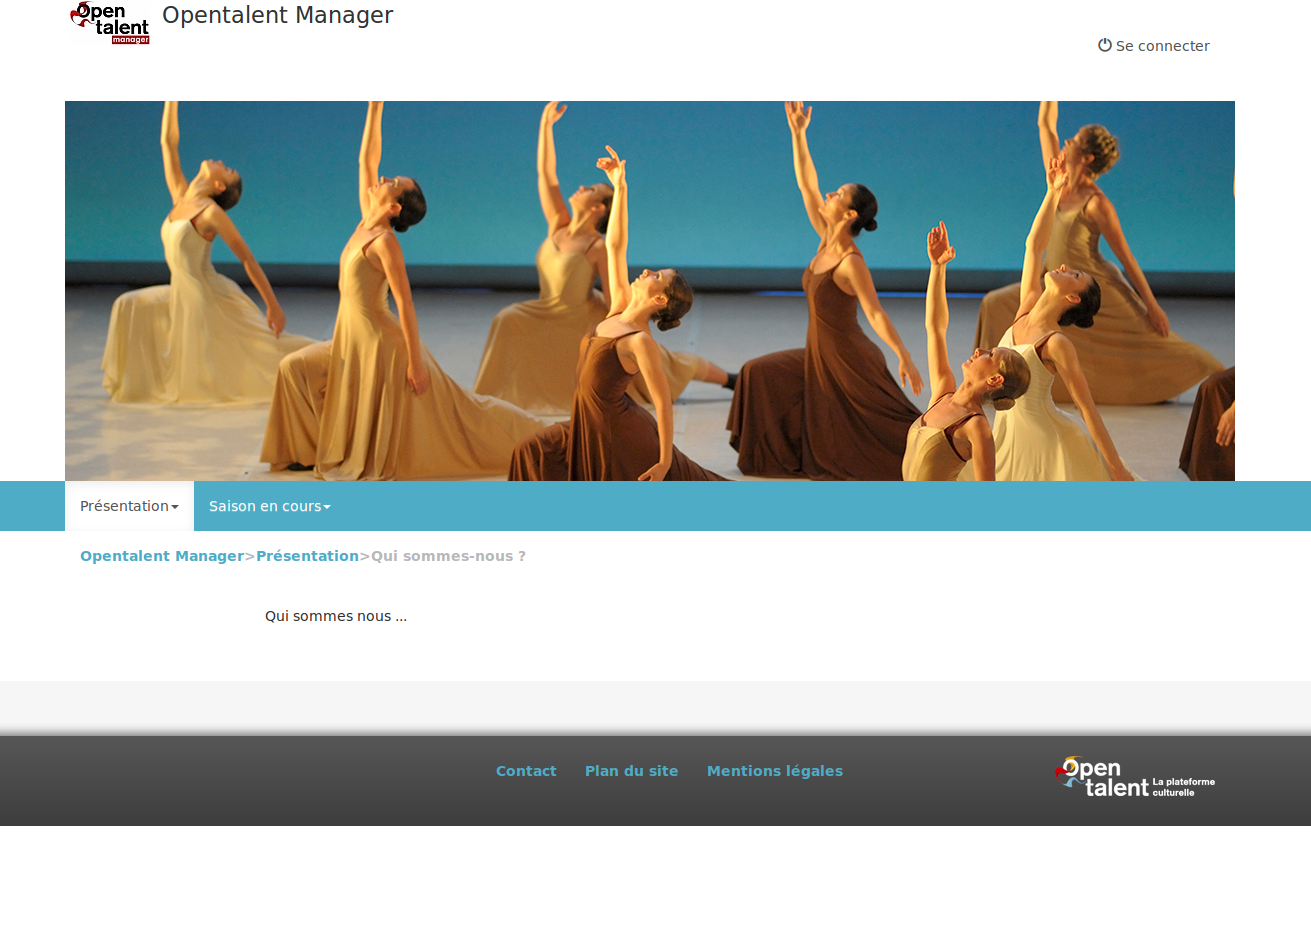 Open
talent
manager
Opentalent Manager
Se connecter
Présentation
Saison en cours
Opentalent Manager>Présentation>Qui sommes-nous ?
Qui sommes nous ...
Contact
Plan du site
Mentions légales
Open
talent
La plateforme
culturelle